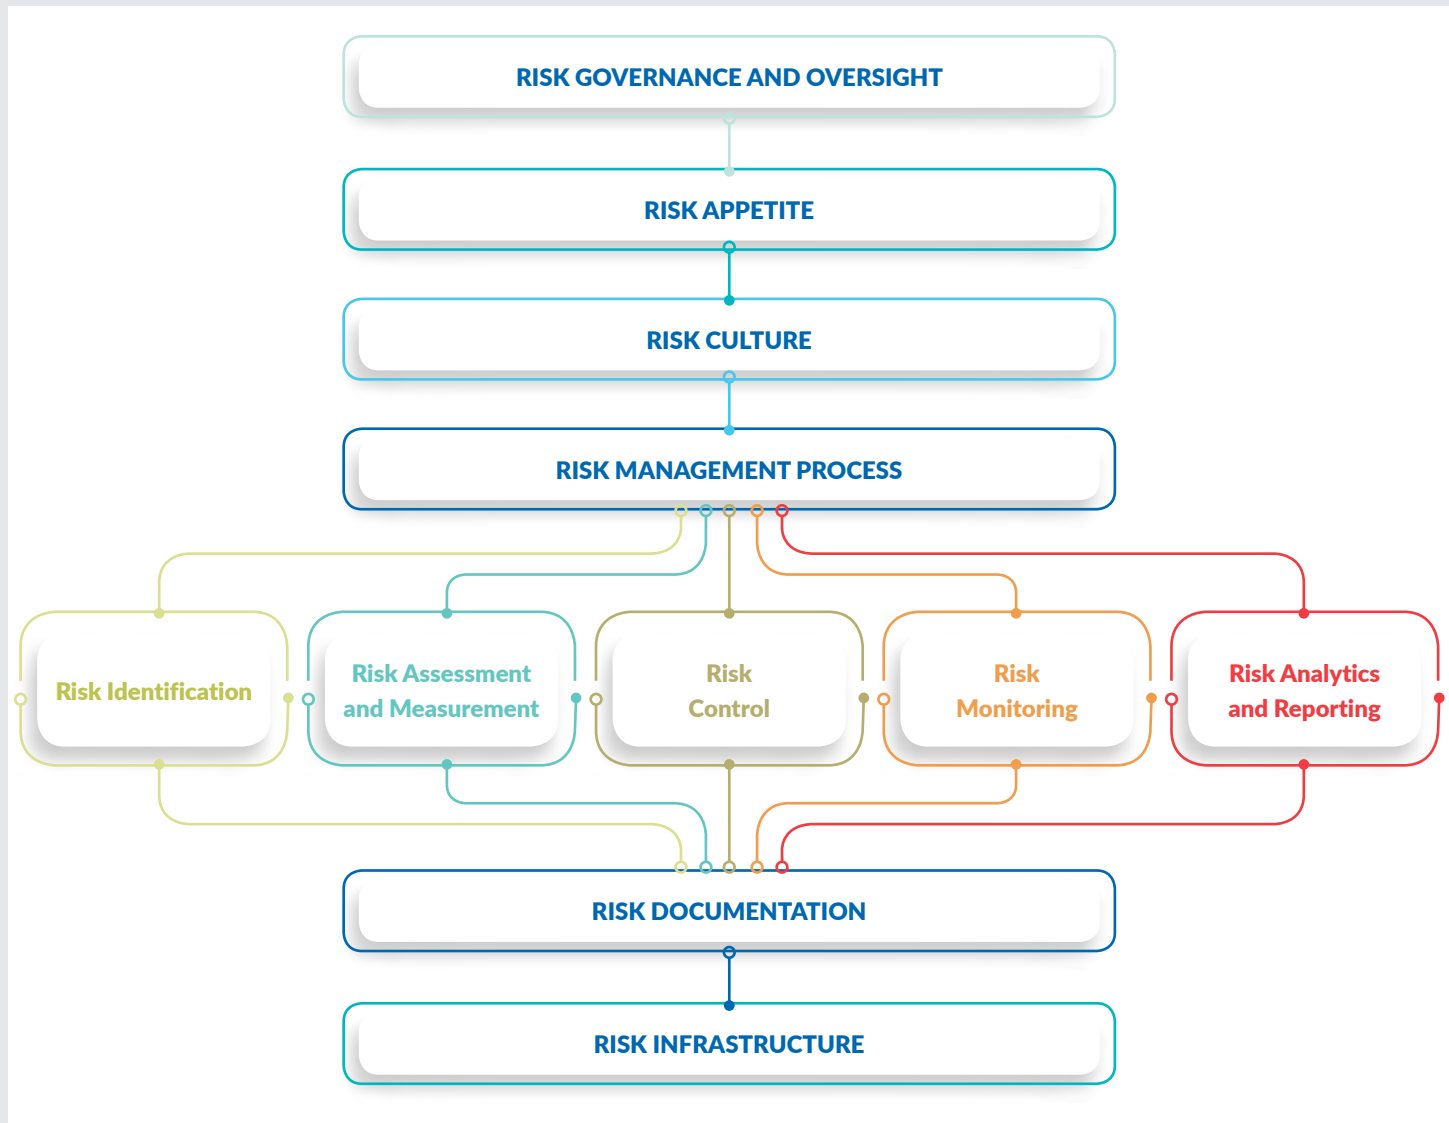 RISK GOVERNANCE AND OVERSIGHT
RISK APPETITE
RISK CULTURE
RISK MANAGEMENT PROCESS
Risk Identification
Risk Assessment
and Measurement
Risk
Control
Risk
Monitoring
Risk Analytics
and Reporting
RISK DOCUMENTATION
RISK INFRASTRUCTURE